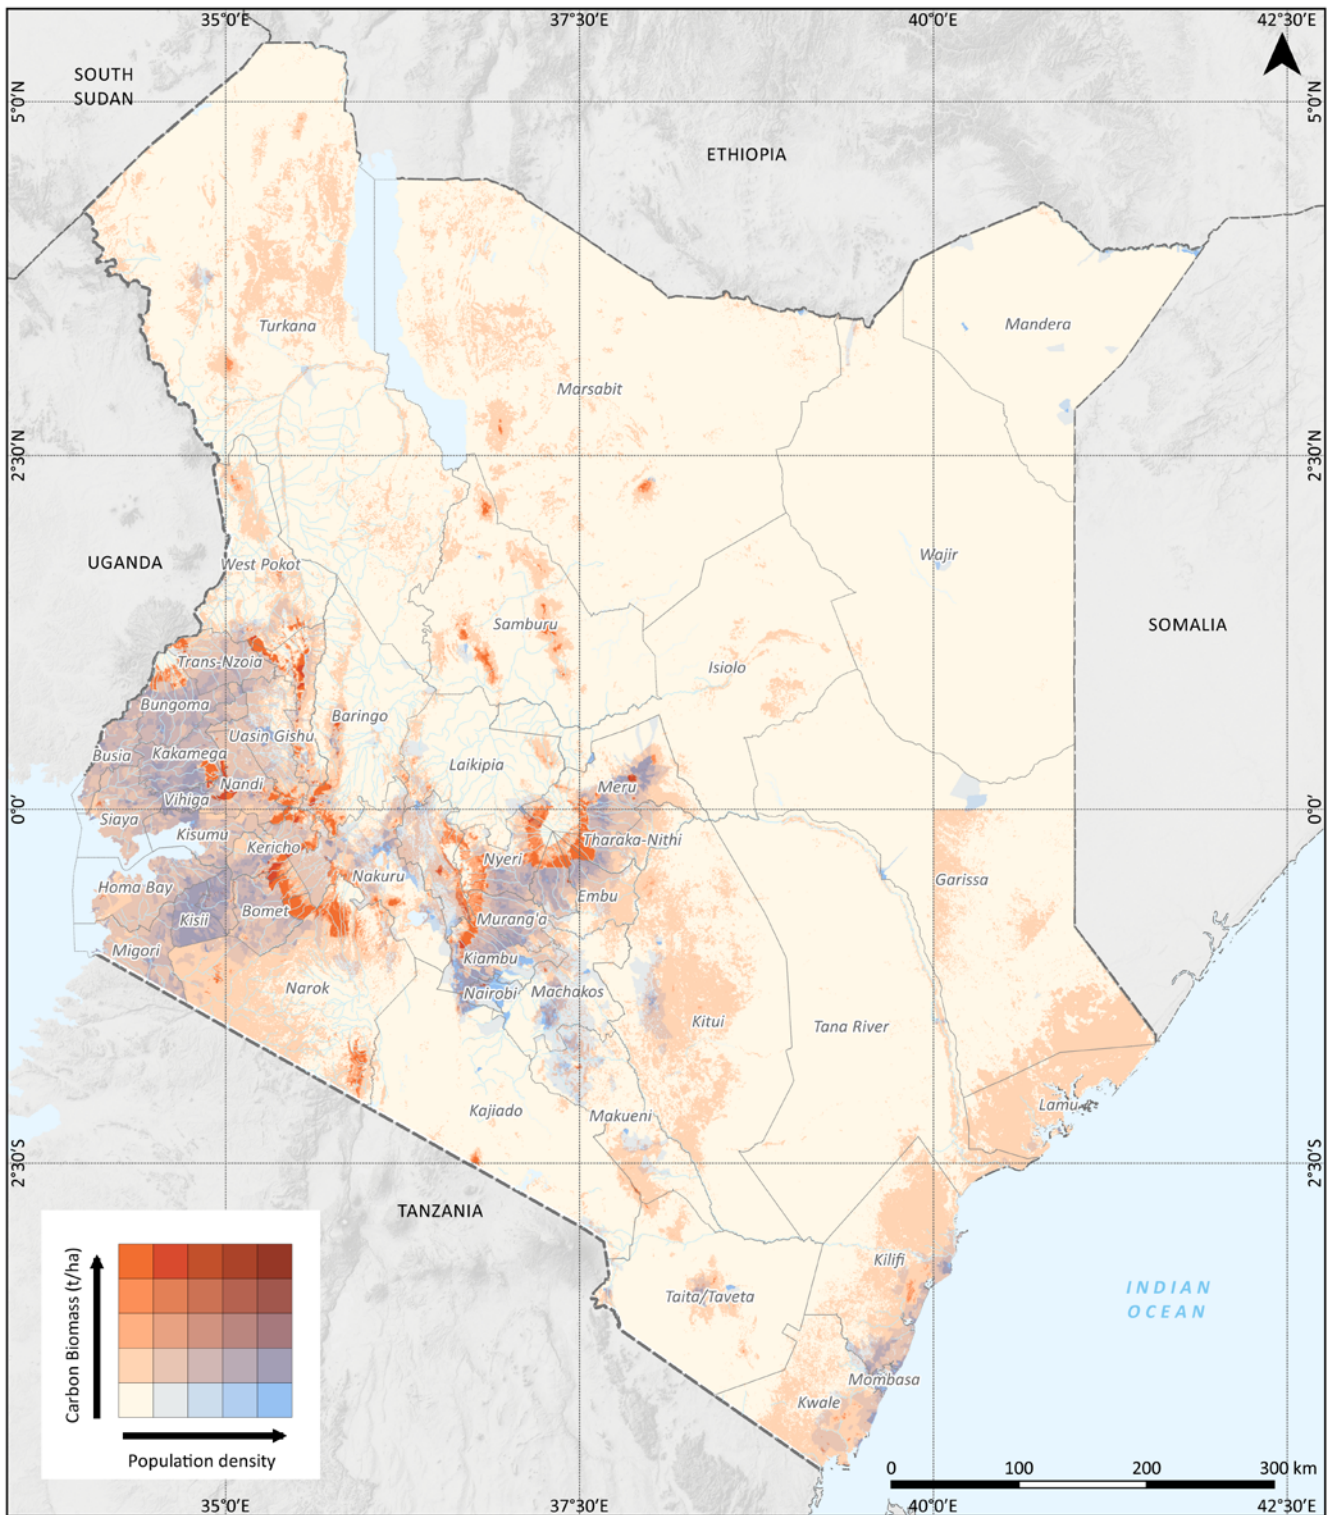 35°0'E
37°30'E
40°0'E
42°30'E
SOUTH
SUDAN
5°0'N
5°0'N
ETHIOPIA
Turkana
Mandera
Marsabit
2°30'N
2°30'N
UGANDA
West Pokot
Wajir
SOMALIA
Samburu
Trans-Nzoia
Isiolo
Bungoma
Baringo
Uasin Gishu
Busia
Kakamega
Laikipia
Nandi
Meru
Vihiga
0°0'
0°0'
Siaya
Kisumu
Kericho
Tharaka-Nithi
Nyeri
Nakuru
Garissa
Homa Bay
Embu
Kisii
Bomet
Murang'a
Migori
Kiambu
Narok
Nairobi
Machakos
Kitui
Tana River
Lamu
Kajiado
Makueni
2°30'S
2°30'S
TANZANIA
Kilifi
INDIAN
OCEAN
Taita/Taveta
Mombasa
Kwale
Carbon Biomass (t/ha)
Population density
0 100 200 300 km
35°0'E
37°30'E
40°0'E
42°30'E